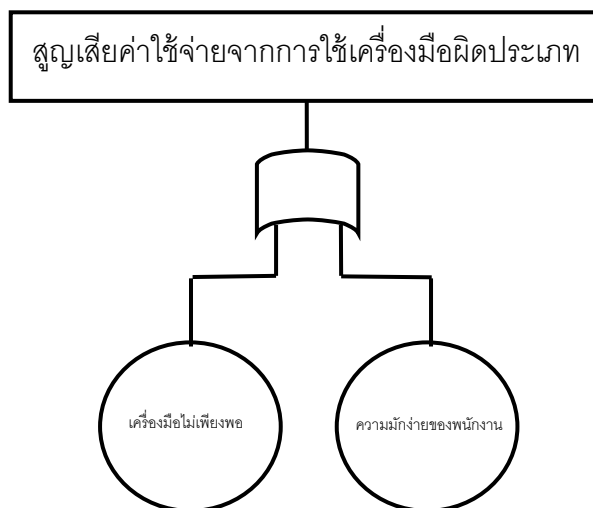 สูญเสียค่าใช้จ่ายจากการใช้เครื่องมือผิดประเภท
เครื่องมือไม่เพียงพอ
ความมักง่ายของพนักงาน